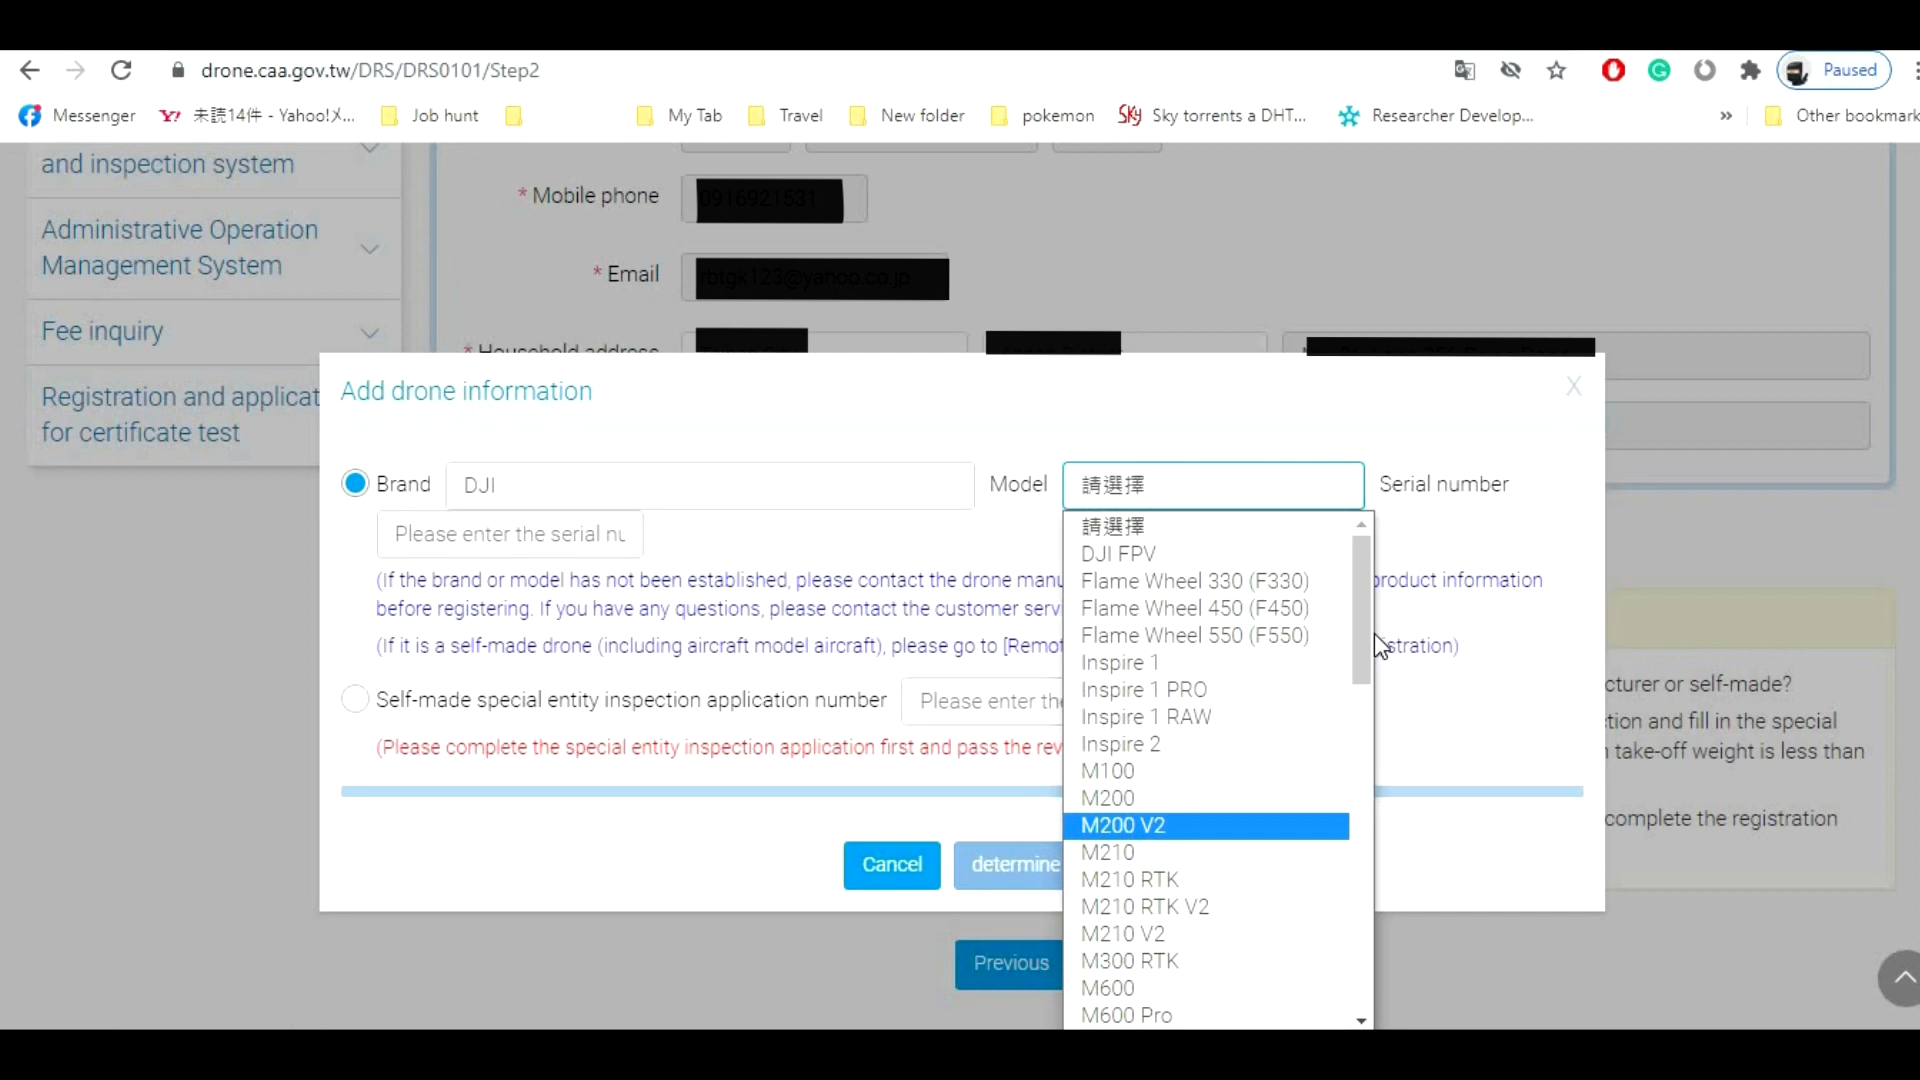 drone.caa.gov.tw/DRS/DRS0101/Step2
Paused
Messenger
Y! 未読14件 - Yahoo!メ...
Job hunt
My Tab
Travel
New folder
pokemon
Sky Sky torrents a DHT...
Researcher Develop...
»
Other bookmark
and inspection system
Administrative Operation
Management System
Fee inquiry
Registration and applicat
for certificate test
* Mobile phone
* Email
* Household address
Add drone information
X
Brand
DJI
Model
請選擇
Serial number
Please enter the serial nu
(If the brand or model has not been established, please contact the drone manu
product information
before registering. If you have any questions, please contact the customer serv
(If it is a self-made drone (including aircraft model aircraft), please go to [Remot
stration)
Self-made special entity inspection application number
Please enter the
(Please complete the special entity inspection application first and pass the rev
Cancel
determine
Previous
請選擇
DJI FPV
Flame Wheel 330 (F330)
Flame Wheel 450 (F450)
Flame Wheel 550 (F550)
Inspire 1
Inspire 1 PRO
Inspire 1 RAW
Inspire 2
M100
M200
M200 V2
M210
M210 RTK
M210 RTK V2
M210 V2
M300 RTK
M600
M600 Pro
cturer or self-made?
tion and fill in the special
take-off weight is less than
complete the registration